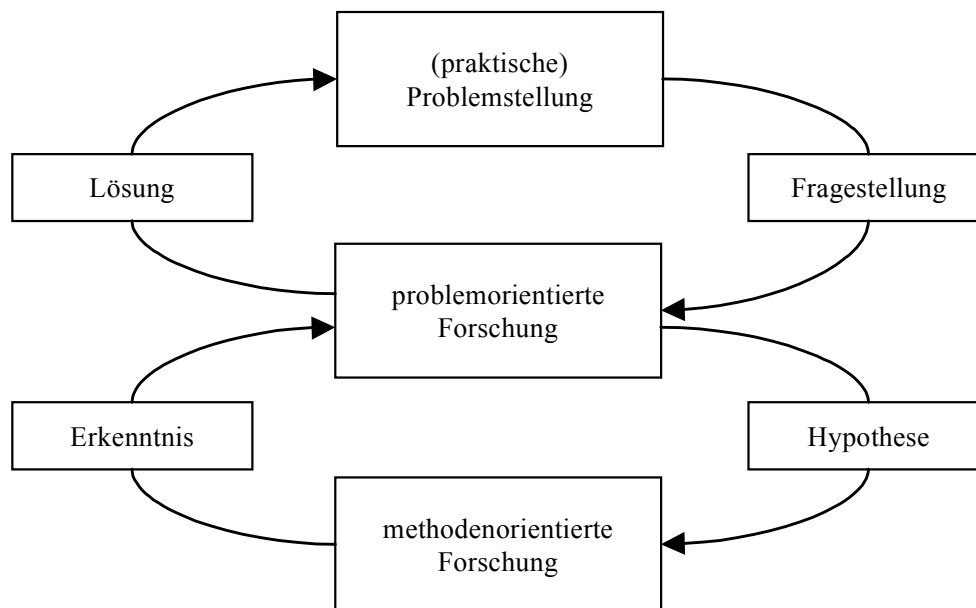 (praktische)
Problemstellung
Lösung
Fragestellung
problemorientierte
Forschung
Erkenntnis
Hypothese
methodenorientierte
Forschung